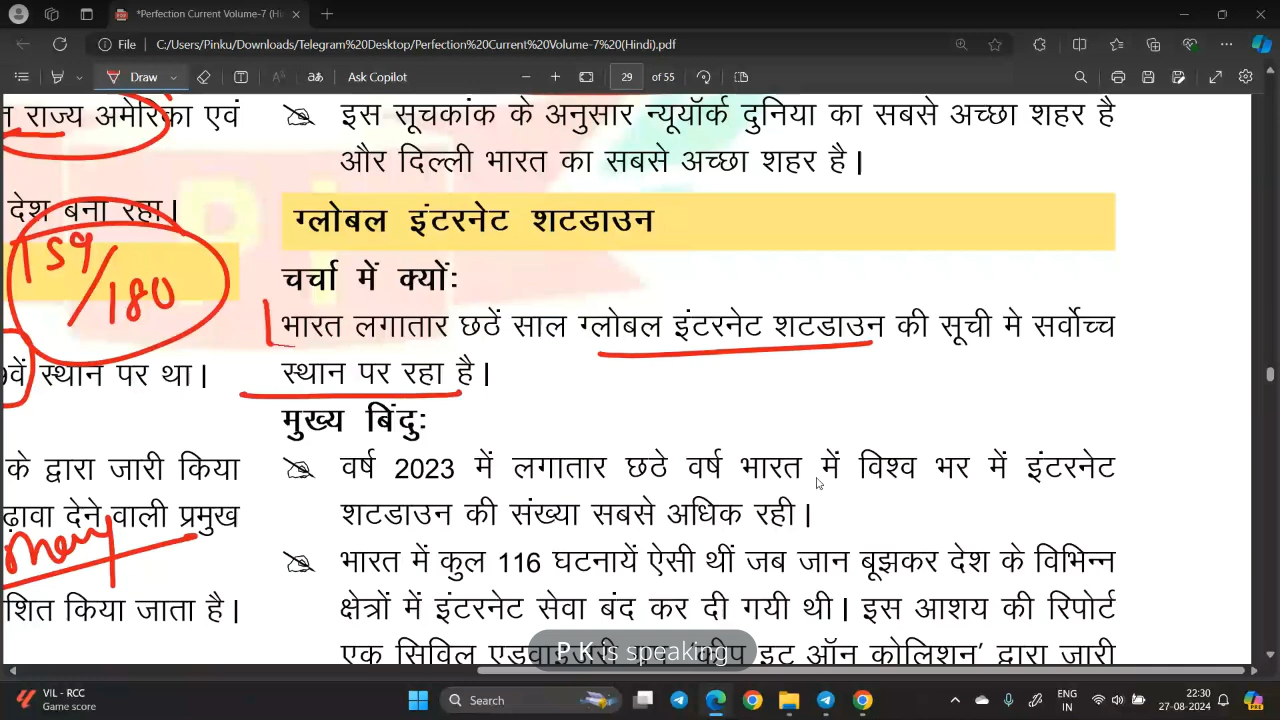 *Perfection Current Volume-7 (Hi
File
C:/Users/Pinku/Downloads/Telegram%20Desktop/Perfection%20Current%20Volume-7%20(Hindi).pdf
Draw
Ask Copilot
29 of 55
राज्य अमेरिका एवं
देश बना रहा।
159/180
वें स्थान पर था।
के द्वारा जारी किया
देने वाली प्रमुख
किया जाता है।
इस सूचकांक के अनुसार न्यूयॉर्क दुनिया का सबसे अच्छा शहर है
और दिल्ली भारत का सबसे अच्छा शहर है।
ग्लोबल इंटरनेट शटडाउन
चर्चा में क्यों:
भारत लगातार छठें साल ग्लोबल इंटरनेट शटडाउन की सूची मे सर्वोच्च
स्थान पर रहा है।
मुख्य बिंदु:
वर्ष 2023 में लगातार छठे वर्ष भारत में विश्व भर में इंटरनेट
शटडाउन की संख्या सबसे अधिक रही।
भारत में कुल 116 घटनायें ऐसी थीं जब जान बूझकर देश के विभिन्न
क्षेत्रों में इंटरनेट सेवा बंद कर दी गयी थी। इस आशय की रिपोर्ट
एक सिविल एडवाइजरी 'कीप इट ऑन कोलिशन' द्वारा जारी
P K is speaking
VIL - RCC
Game score
Search
ENG
IN
22:30
27-08-2024